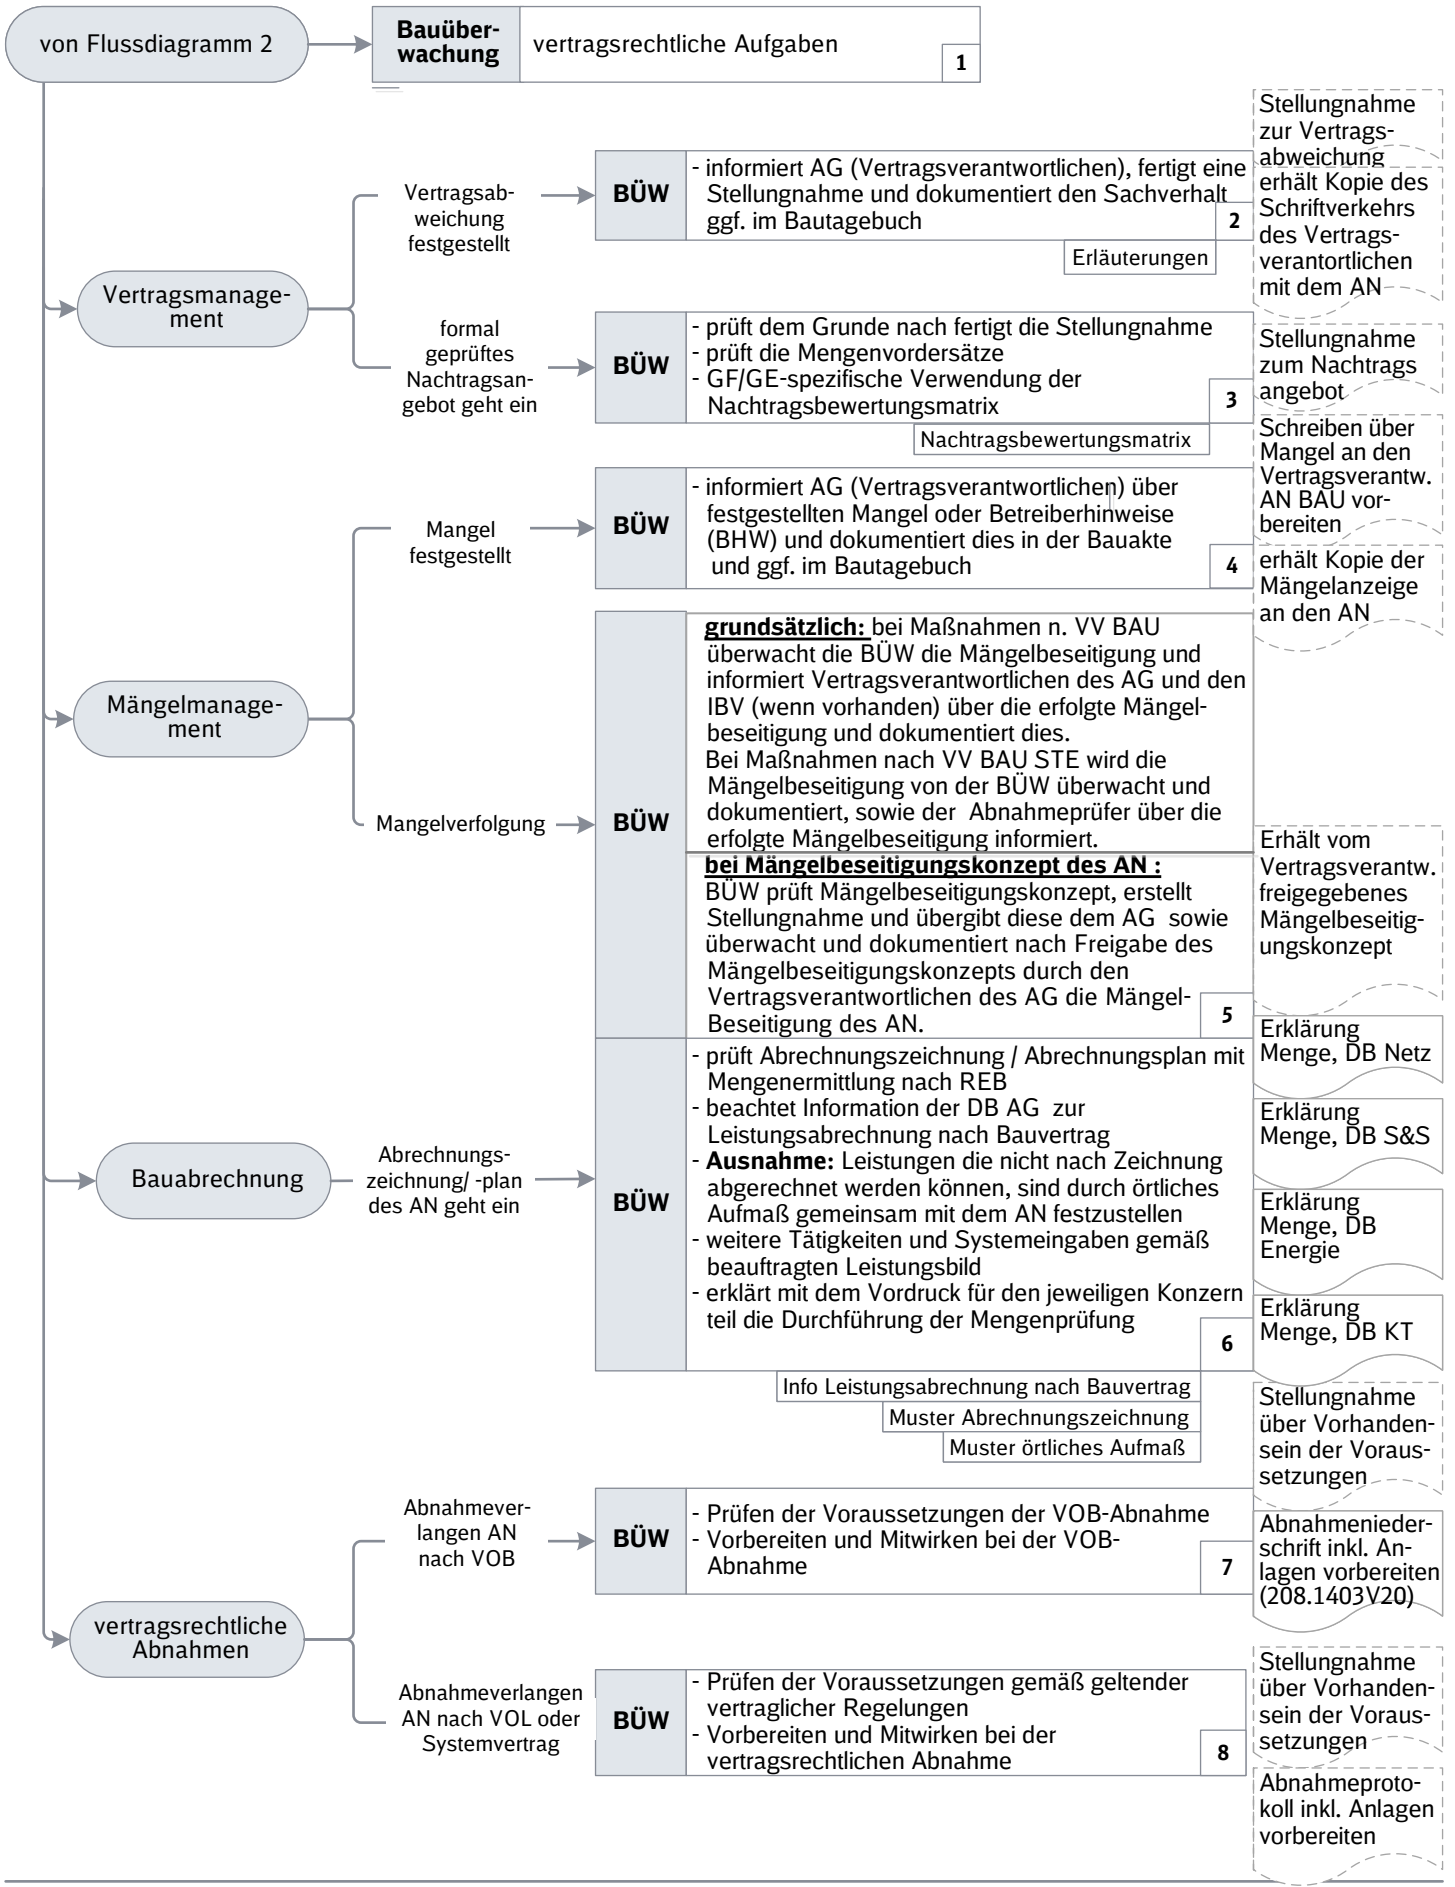 von Flussdiagramm 2
Bauüber-
wachung
vertragsrechtliche Aufgaben
1
Vertragsmanage-
ment
Vertragsab-
weichung
festgestellt
BÜW
- informiert AG (Vertragsverantwortlichen), fertigt eine
Stellungnahme und dokumentiert den Sachverhalt
ggf. im Bautagebuch
2
Erläuterungen
Stellungnahme
zur Vertrags-
abweichung
erhält Kopie des
Schriftverkehrs
des Vertrags-
verantortlichen
mit dem AN
formal
geprüftes
Nachtragsan-
gebot geht ein
BÜW
- prüft dem Grunde nach fertigt die Stellungnahme
- prüft die Mengenvordersätze
- GF/GE-spezifische Verwendung der
Nachtragsbewertungsmatrix
3
Nachtragsbewertungsmatrix
Stellungnahme
zum Nachtrags
angebot
Mängelmanage-
ment
Mangel
festgestellt
BÜW
- informiert AG (Vertragsverantwortlichen) über
festgestellten Mangel oder Betreiberhinweise
(BHW) und dokumentiert dies in der Bauakte
und ggf. im Bautagebuch
4
Schreiben über
Mangel an den
Vertragsverantw.
AN BAU vor-
bereiten
erhält Kopie der
Mängelanzeige
an den AN
Mangelverfolgung
BÜW
grundsätzlich: bei Maßnahmen n. VV BAU
überwacht die BÜW die Mängelbeseitigung und
informiert Vertragsverantwortlichen des AG und den
IBV (wenn vorhanden) über die erfolgte Mängel-
beseitigung und dokumentiert dies.
Bei Maßnahmen nach VV BAU STE wird die
Mängelbeseitigung von der BÜW überwacht und
dokumentiert, sowie der Abnahmeprüfer über die
erfolgte Mängelbeseitigung informiert.
bei Mängelbeseitigungskonzept des AN :
BÜW prüft Mängelbeseitigungskonzept, erstellt
Stellungnahme und übergibt diese dem AG sowie
überwacht und dokumentiert nach Freigabe des
Mängelbeseitigungskonzepts durch den
Vertragsverantwortlichen des AG die Mängel-
Beseitigung des AN.
5
Erhält vom
Vertragsverantw.
freigegebenes
Mängelbeseitig-
ungskonzept
Bauabrechnung
Abrechnungs-
zeichnung/ -plan
des AN geht ein
BÜW
- prüft Abrechnungszeichnung / Abrechnungsplan mit
Mengenermittlung nach REB
- beachtet Information der DB AG zur
Leistungsabrechnung nach Bauvertrag
- Ausnahme: Leistungen die nicht nach Zeichnung
abgerechnet werden können, sind durch örtliches
Aufmaß gemeinsam mit dem AN festzustellen
- weitere Tätigkeiten und Systemeingaben gemäß
beauftragten Leistungsbild
- erklärt mit dem Vordruck für den jeweiligen Konzern
teil die Durchführung der Mengenprüfung
6
Info Leistungsabrechnung nach Bauvertrag
Muster Abrechnungszeichnung
Muster örtliches Aufmaß
Erklärung
Menge, DB Netz
Erklärung
Menge, DB S&S
Erklärung
Menge, DB
Energie
Erklärung
Menge, DB KT
vertragsrechtliche
Abnahmen
Abnahmever-
langen AN
nach VOB
BÜW
- Prüfen der Voraussetzungen der VOB-Abnahme
- Vorbereiten und Mitwirken bei der VOB-
Abnahme
7
Stellungnahme
über Vorhanden-
sein der Voraus-
setzungen
Abnahmenieder-
schrift inkl. An-
lagen vorbereiten
(208.1403V20)
Abnahmeverlangen
AN nach VOL oder
Systemvertrag
BÜW
- Prüfen der Voraussetzungen gemäß geltender
vertraglicher Regelungen
- Vorbereiten und Mitwirken bei der
vertragsrechtlichen Abnahme
8
Stellungnahme
über Vorhanden-
sein der Voraus-
setzungen
Abnahmeproto-
koll inkl. Anlagen
vorbereiten